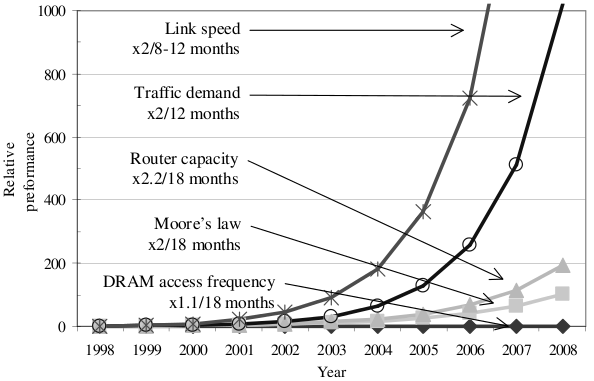 1000
800
600
400
200
0
Relative
preformance
Link speed
x2/8-12 months
Traffic demand
x2/12 months
Router capacity
x2.2/18 months
Moore's law
x2/18 months
DRAM access frequency
x1.1/18 months
1998 1999 2000 2001 2002 2003 2004 2005 2006 2007 2008
Year